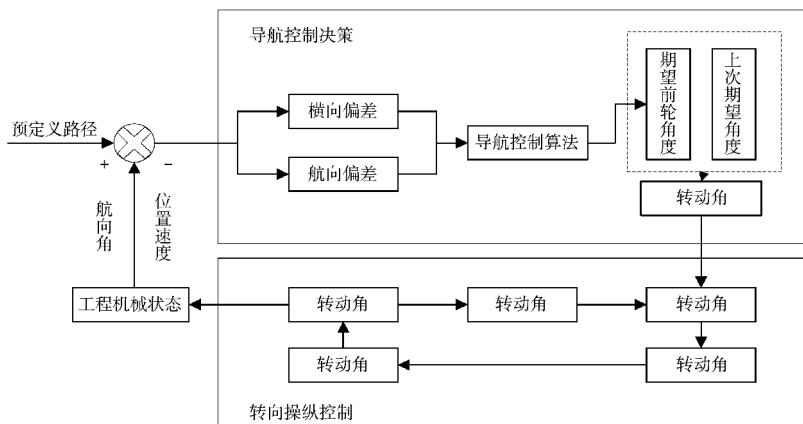 导航控制决策
期望前轮角度
上次期望角度
预定义路径
横向偏差
导航控制算法
航向偏差
+
−
转动角
航向角
位置速度
工程机械状态
转动角
转动角
转动角
转动角
转动角
转向操纵控制